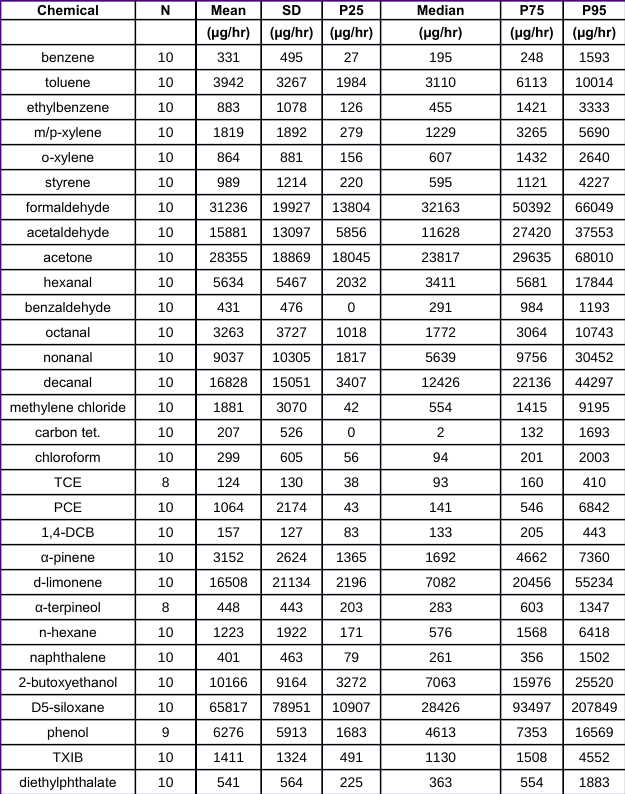 Chemical N Mean SD P25 Median P75 P95
(µg/hr) (µg/hr) (µg/hr) (µg/hr) (µg/hr) (µg/hr)
benzene 10 331 495 27 195 248 1593
toluene 10 3942 3267 1984 3110 6113 10014
ethylbenzene 10 883 1078 126 455 1421 3333
m/p-xylene 10 1819 1892 279 1229 3265 5690
o-xylene 10 864 881 156 607 1432 2640
styrene 10 989 1214 220 595 1121 4227
formaldehyde 10 31236 19927 13804 32163 50392 66049
acetaldehyde 10 15881 13097 5856 11628 27420 37553
acetone 10 28355 18869 18045 23817 29635 68010
hexanal 10 5634 5467 2032 3411 5681 17844
benzaldehyde 10 431 476 0 291 984 1193
octanal 10 3263 3727 1018 1772 3064 10743
nonanal 10 9037 10305 1817 5639 9756 30452
decanal 10 16828 15051 3407 12426 22136 44297
methylene chloride 10 1881 3070 42 554 1415 9195
carbon tet. 10 207 526 0 2 132 1693
chloroform 10 299 605 56 94 201 2003
TCE 8 124 130 38 93 160 410
PCE 10 1064 2174 43 141 546 6842
1,4-DCB 10 157 127 83 133 205 443
α-pinene 10 3152 2624 1365 1692 4662 7360
d-limonene 10 16508 21134 2196 7082 20456 55234
α-terpineol 8 448 443 203 283 603 1347
n-hexane 10 1223 1922 171 576 1568 6418
naphthalene 10 401 463 79 261 356 1502
2-butoxyethanol 10 10166 9164 3272 7063 15976 25520
D5-siloxane 10 65817 78951 10907 28426 93497 207849
phenol 9 6276 5913 1683 4613 7353 16569
TXIB 10 1411 1324 491 1130 1508 4552
diethylphthalate 10 541 564 225 363 554 1883